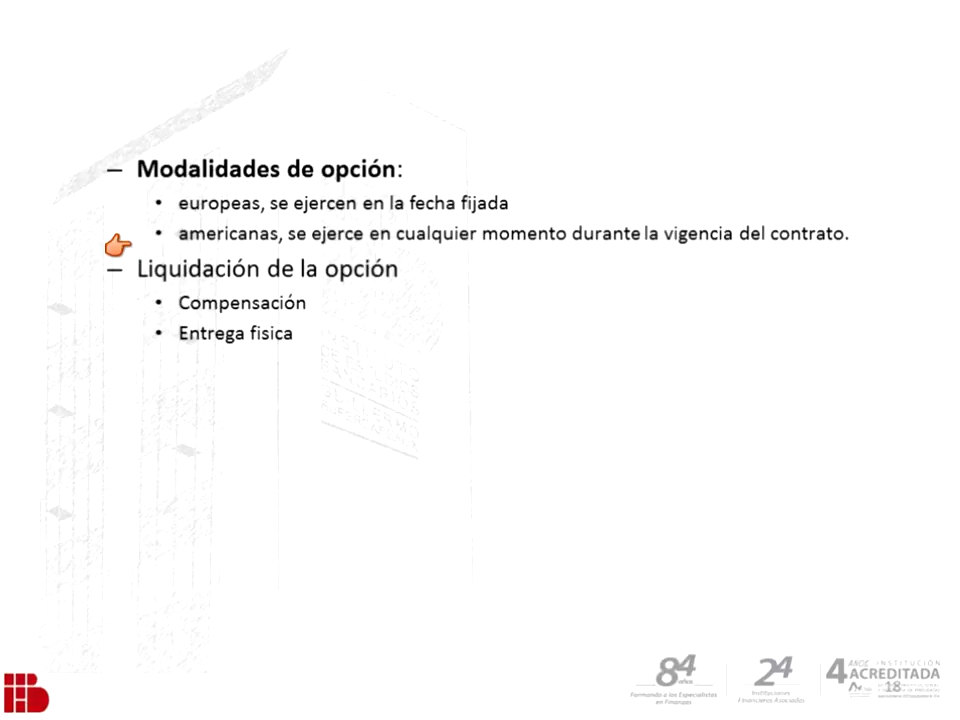 – Modalidades de opción:
• europeas, se ejercen en la fecha fijada
• americanas, se ejerce en cualquier momento durante la vigencia del contrato.
– Liquidación de la opción
• Compensación
• Entrega fisica
84 años
Formando a los Especialistas
en Finanzas
24
Instituciones
Financieras Asociadas
4 AÑOS INSTITUCIÓN
ACREDITADA
18